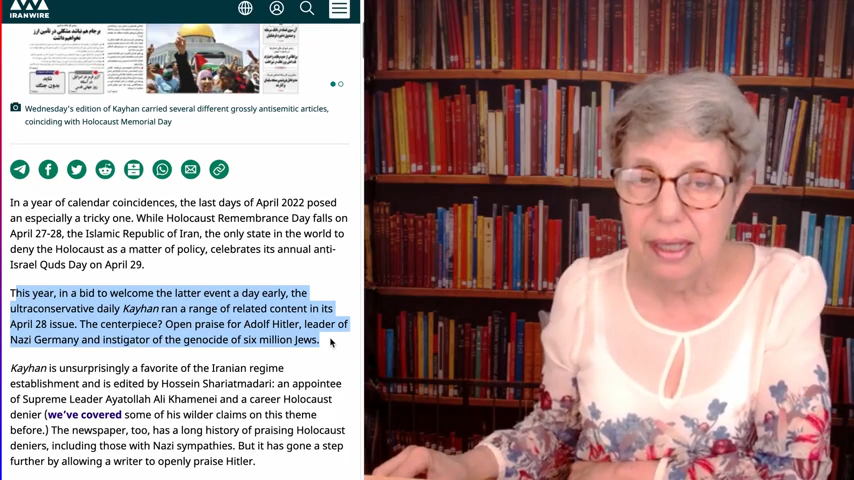 IRANWIRE
Wednesday's edition of Kayhan carried several different grossly antisemitic articles,
coinciding with Holocaust Memorial Day
In a year of calendar coincidences, the last days of April 2022 posed
an especially a tricky one. While Holocaust Remembrance Day falls on
April 27-28, the Islamic Republic of Iran, the only state in the world to
deny the Holocaust as a matter of policy, celebrates its annual anti-
Israel Quds Day on April 29.
This year, in a bid to welcome the latter event a day early, the
ultraconservative daily Kayhan ran a range of related content in its
April 28 issue. The centerpiece? Open praise for Adolf Hitler, leader of
Nazi Germany and instigator of the genocide of six million Jews.
Kayhan is unsurprisingly a favorite of the Iranian regime
establishment and is edited by Hossein Shariatmadari: an appointee
of Supreme Leader Ayatollah Ali Khamenei and a career Holocaust
denier (we've covered some of his wilder claims on this theme
before.) The newspaper, too, has a long history of praising Holocaust
deniers, including those with Nazi sympathies. But it has gone a step
further by allowing a writer to openly praise Hitler.